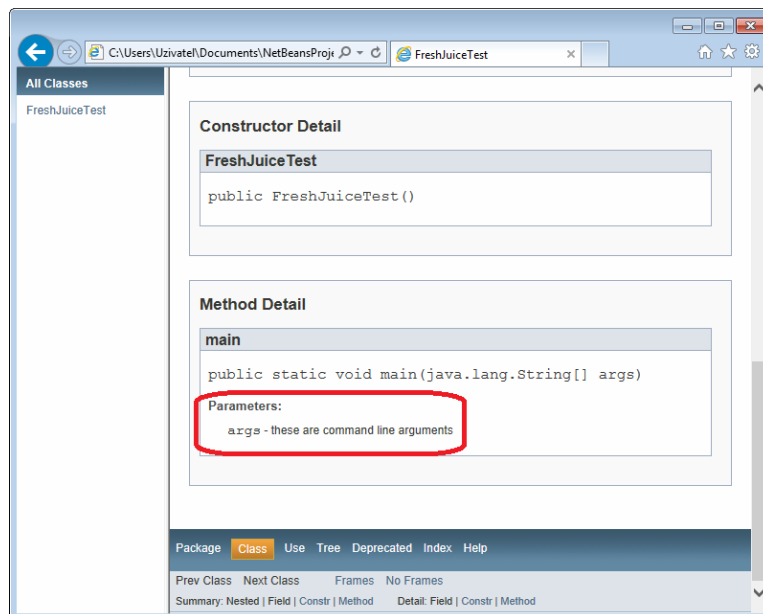 C:\Users\Uzivatel\Documents\NetBeansProje
FreshJuiceTest
All Classes
FreshJuiceTest
Constructor Detail
FreshJuiceTest
public FreshJuiceTest()
Method Detail
main
public static void main(java.lang.String[] args)
Parameters:
args - these are command line arguments
Package Class Use Tree Deprecated Index Help
Prev Class Next Class Frames No Frames
Summary: Nested | Field | Constr | Method Detail: Field | Constr | Method